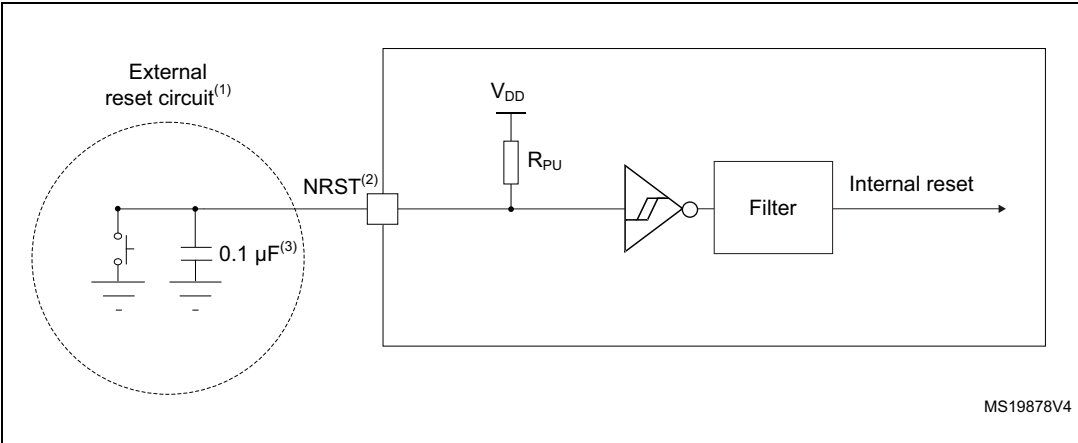 External
reset circuit(1)
VDD
RPU
NRST(2)
Internal reset
Filter
0.1 µF(3)
MS19878V4